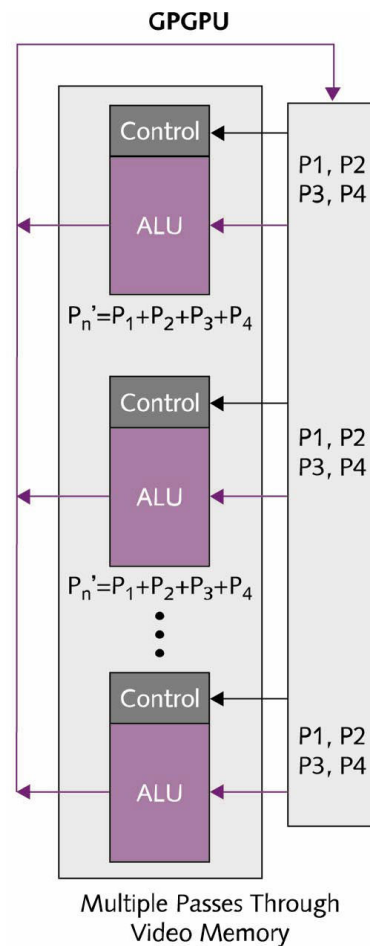 GPGPU
Control
P1, P2
P3, P4
ALU
Pₙ'=P₁+P₂+P₃+P₄
Control
P1, P2
P3, P4
ALU
Pₙ'=P₁+P₂+P₃+P₄
Control
P1, P2
P3, P4
ALU
Multiple Passes Through
Video Memory